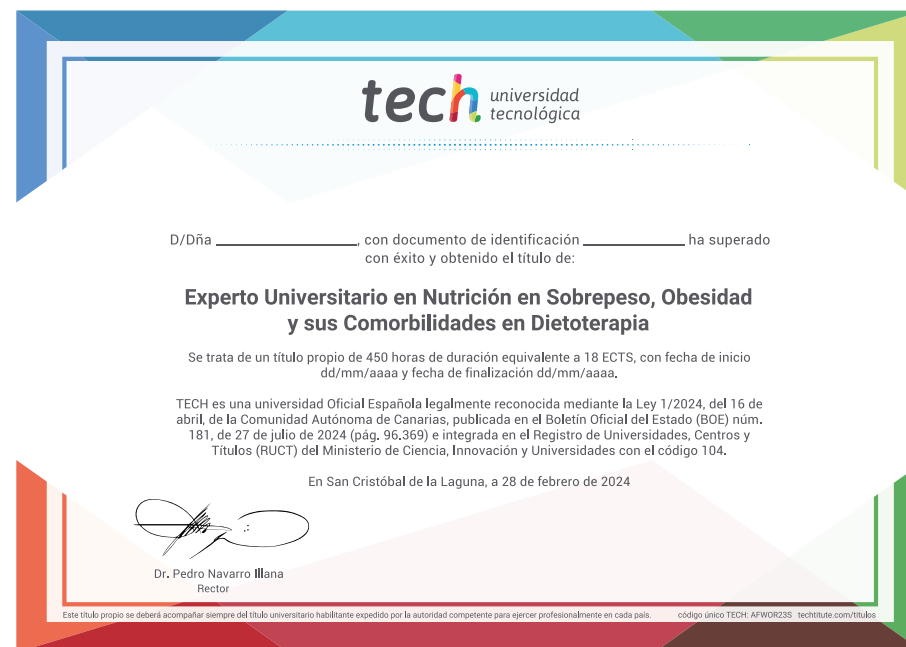 tech universidad
tecnológica
D/Dña ________________, con documento de identificación ____________ ha superado
con éxito y obtenido el título de:
Experto Universitario en Nutrición en Sobrepeso, Obesidad
y sus Comorbilidades en Dietoterapia
Se trata de un título propio de 450 horas de duración equivalente a 18 ECTS, con fecha de inicio
dd/mm/aaaa y fecha de finalización dd/mm/aaaa.
TECH es una universidad Oficial Española legalmente reconocida mediante la Ley 1/2024, del 16 de
abril, de la Comunidad Autónoma de Canarias, publicada en el Boletín Oficial del Estado (BOE) núm.
181, de 27 de julio de 2024 (pág. 96.369) e integrada en el Registro de Universidades, Centros y
Títulos (RUCT) del Ministerio de Ciencia, Innovación y Universidades con el código 104.
En San Cristóbal de la Laguna, a 28 de febrero de 2024
Dr. Pedro Navarro Illana
Rector
Este título propio se deberá acompañar siempre del título universitario habilitante expedido por la autoridad competente para ejercer profesionalmente en cada país. código único TECH: AFWOR23S techtitute.com/titulos